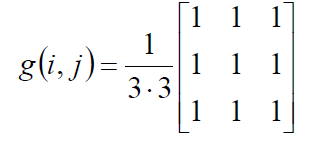 g(i, j) = 1/(3·3) [1 1 1
1 1 1
1 1 1]